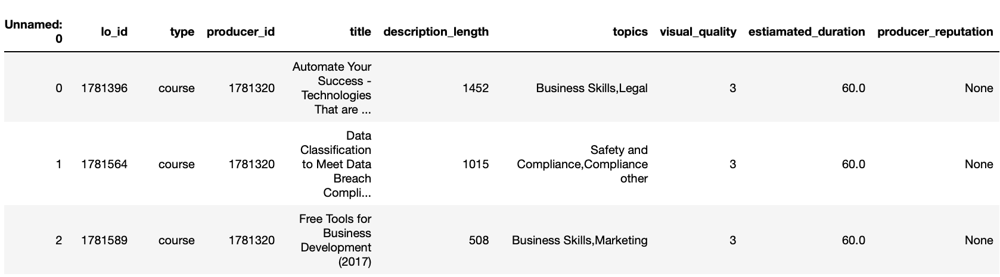 Unnamed: 0 lo_id type producer_id title description_length topics visual_quality estiamated_duration producer_reputation
0 1781396 course 1781320 Automate Your Success - Technologies That are ... 1452 Business Skills,Legal 3 60.0 None
1 1781564 course 1781320 Data Classification to Meet Data Breach Compli... 1015 Safety and Compliance,Compliance other 3 60.0 None
2 1781589 course 1781320 Free Tools for Business Development (2017) 508 Business Skills,Marketing 3 60.0 None